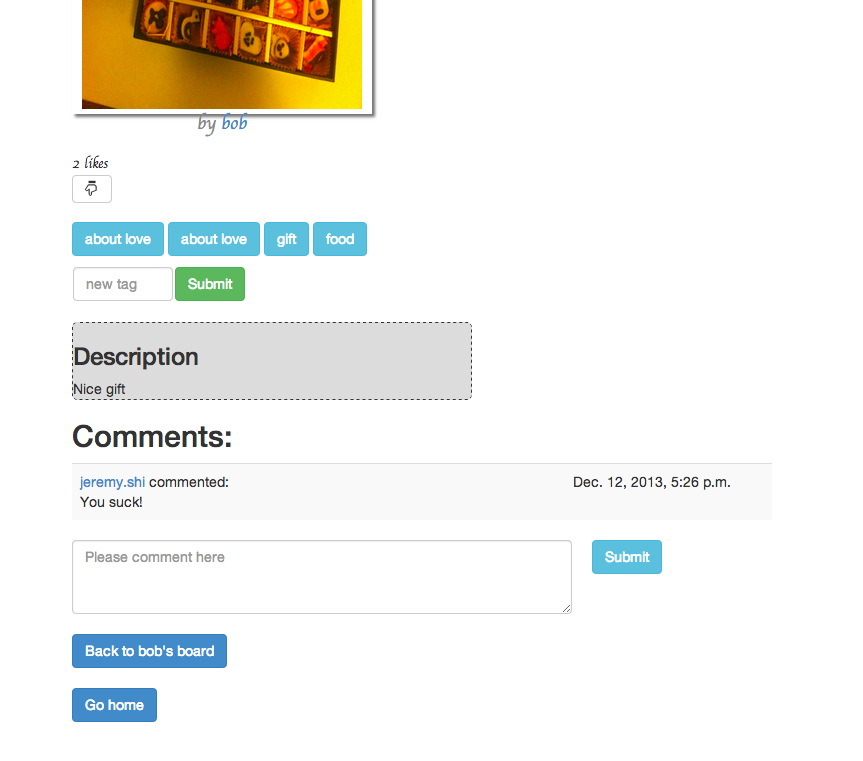 by bob
2 likes
about love about love gift food
new tag Submit
Description
Nice gift
Comments:
jeremy.shi commented: Dec. 12, 2013, 5:26 p.m.
You suck!
Please comment here Submit
Back to bob's board
Go home